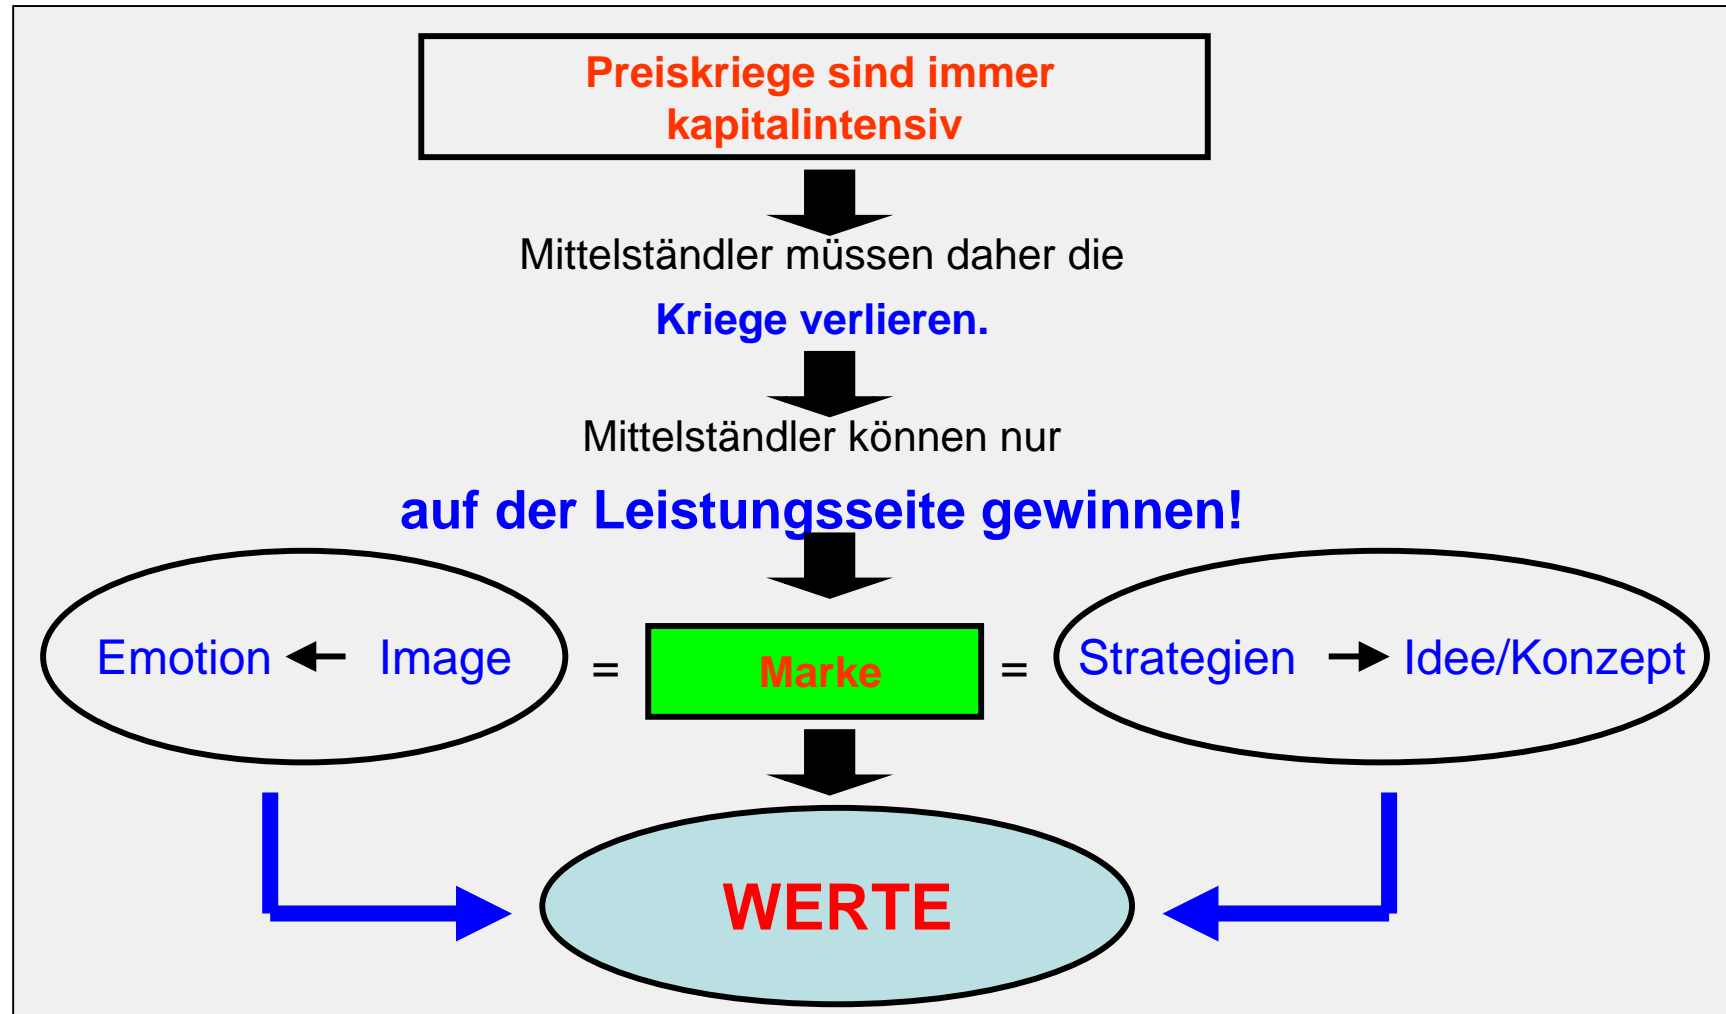 Preiskriege sind immer
kapitalintensiv
Mittelständler müssen daher die
Kriege verlieren.
Mittelständler können nur
auf der Leistungsseite gewinnen!
Emotion Image = Marke = Strategien Idee/Konzept
WERTE